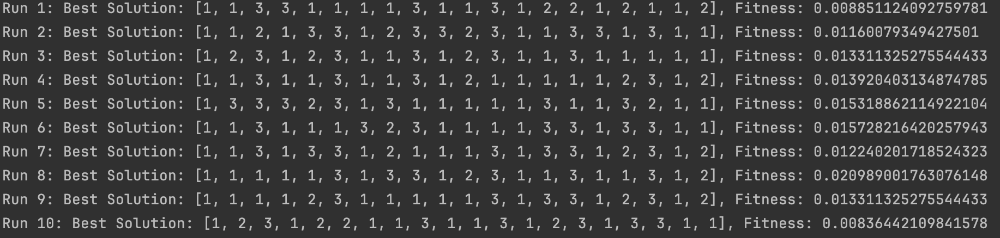 Run 1: Best Solution: [1, 1, 3, 3, 1, 1, 1, 1, 3, 1, 1, 3, 1, 2, 2, 1, 2, 1, 1, 2], Fitness: 0.008851124092759781
Run 2: Best Solution: [1, 1, 2, 1, 3, 3, 1, 2, 3, 3, 2, 3, 1, 1, 3, 3, 1, 3, 1, 1], Fitness: 0.01160079349427501
Run 3: Best Solution: [1, 2, 3, 1, 2, 3, 1, 1, 3, 1, 2, 3, 1, 1, 3, 1, 1, 1, 1, 1], Fitness: 0.013311325275544433
Run 4: Best Solution: [1, 1, 3, 1, 1, 3, 1, 1, 3, 1, 2, 1, 1, 1, 1, 1, 2, 3, 1, 2], Fitness: 0.013920403134874785
Run 5: Best Solution: [1, 3, 3, 3, 2, 3, 1, 3, 1, 1, 1, 1, 1, 3, 1, 1, 3, 2, 1, 1], Fitness: 0.015318862114922104
Run 6: Best Solution: [1, 1, 3, 1, 1, 1, 3, 2, 3, 1, 1, 1, 1, 3, 3, 1, 3, 3, 1, 1], Fitness: 0.015728216420257943
Run 7: Best Solution: [1, 1, 3, 1, 3, 3, 1, 2, 1, 1, 1, 3, 1, 3, 3, 1, 2, 3, 1, 2], Fitness: 0.012240201718524323
Run 8: Best Solution: [1, 1, 1, 1, 1, 3, 1, 3, 3, 1, 2, 3, 1, 1, 3, 1, 1, 3, 1, 2], Fitness: 0.020989001763076148
Run 9: Best Solution: [1, 1, 1, 1, 2, 3, 1, 1, 1, 1, 1, 3, 1, 3, 3, 1, 2, 3, 1, 2], Fitness: 0.013311325275544433
Run 10: Best Solution: [1, 2, 3, 1, 2, 2, 1, 1, 3, 1, 1, 3, 1, 2, 3, 1, 3, 3, 1, 1], Fitness: 0.00836442109841578